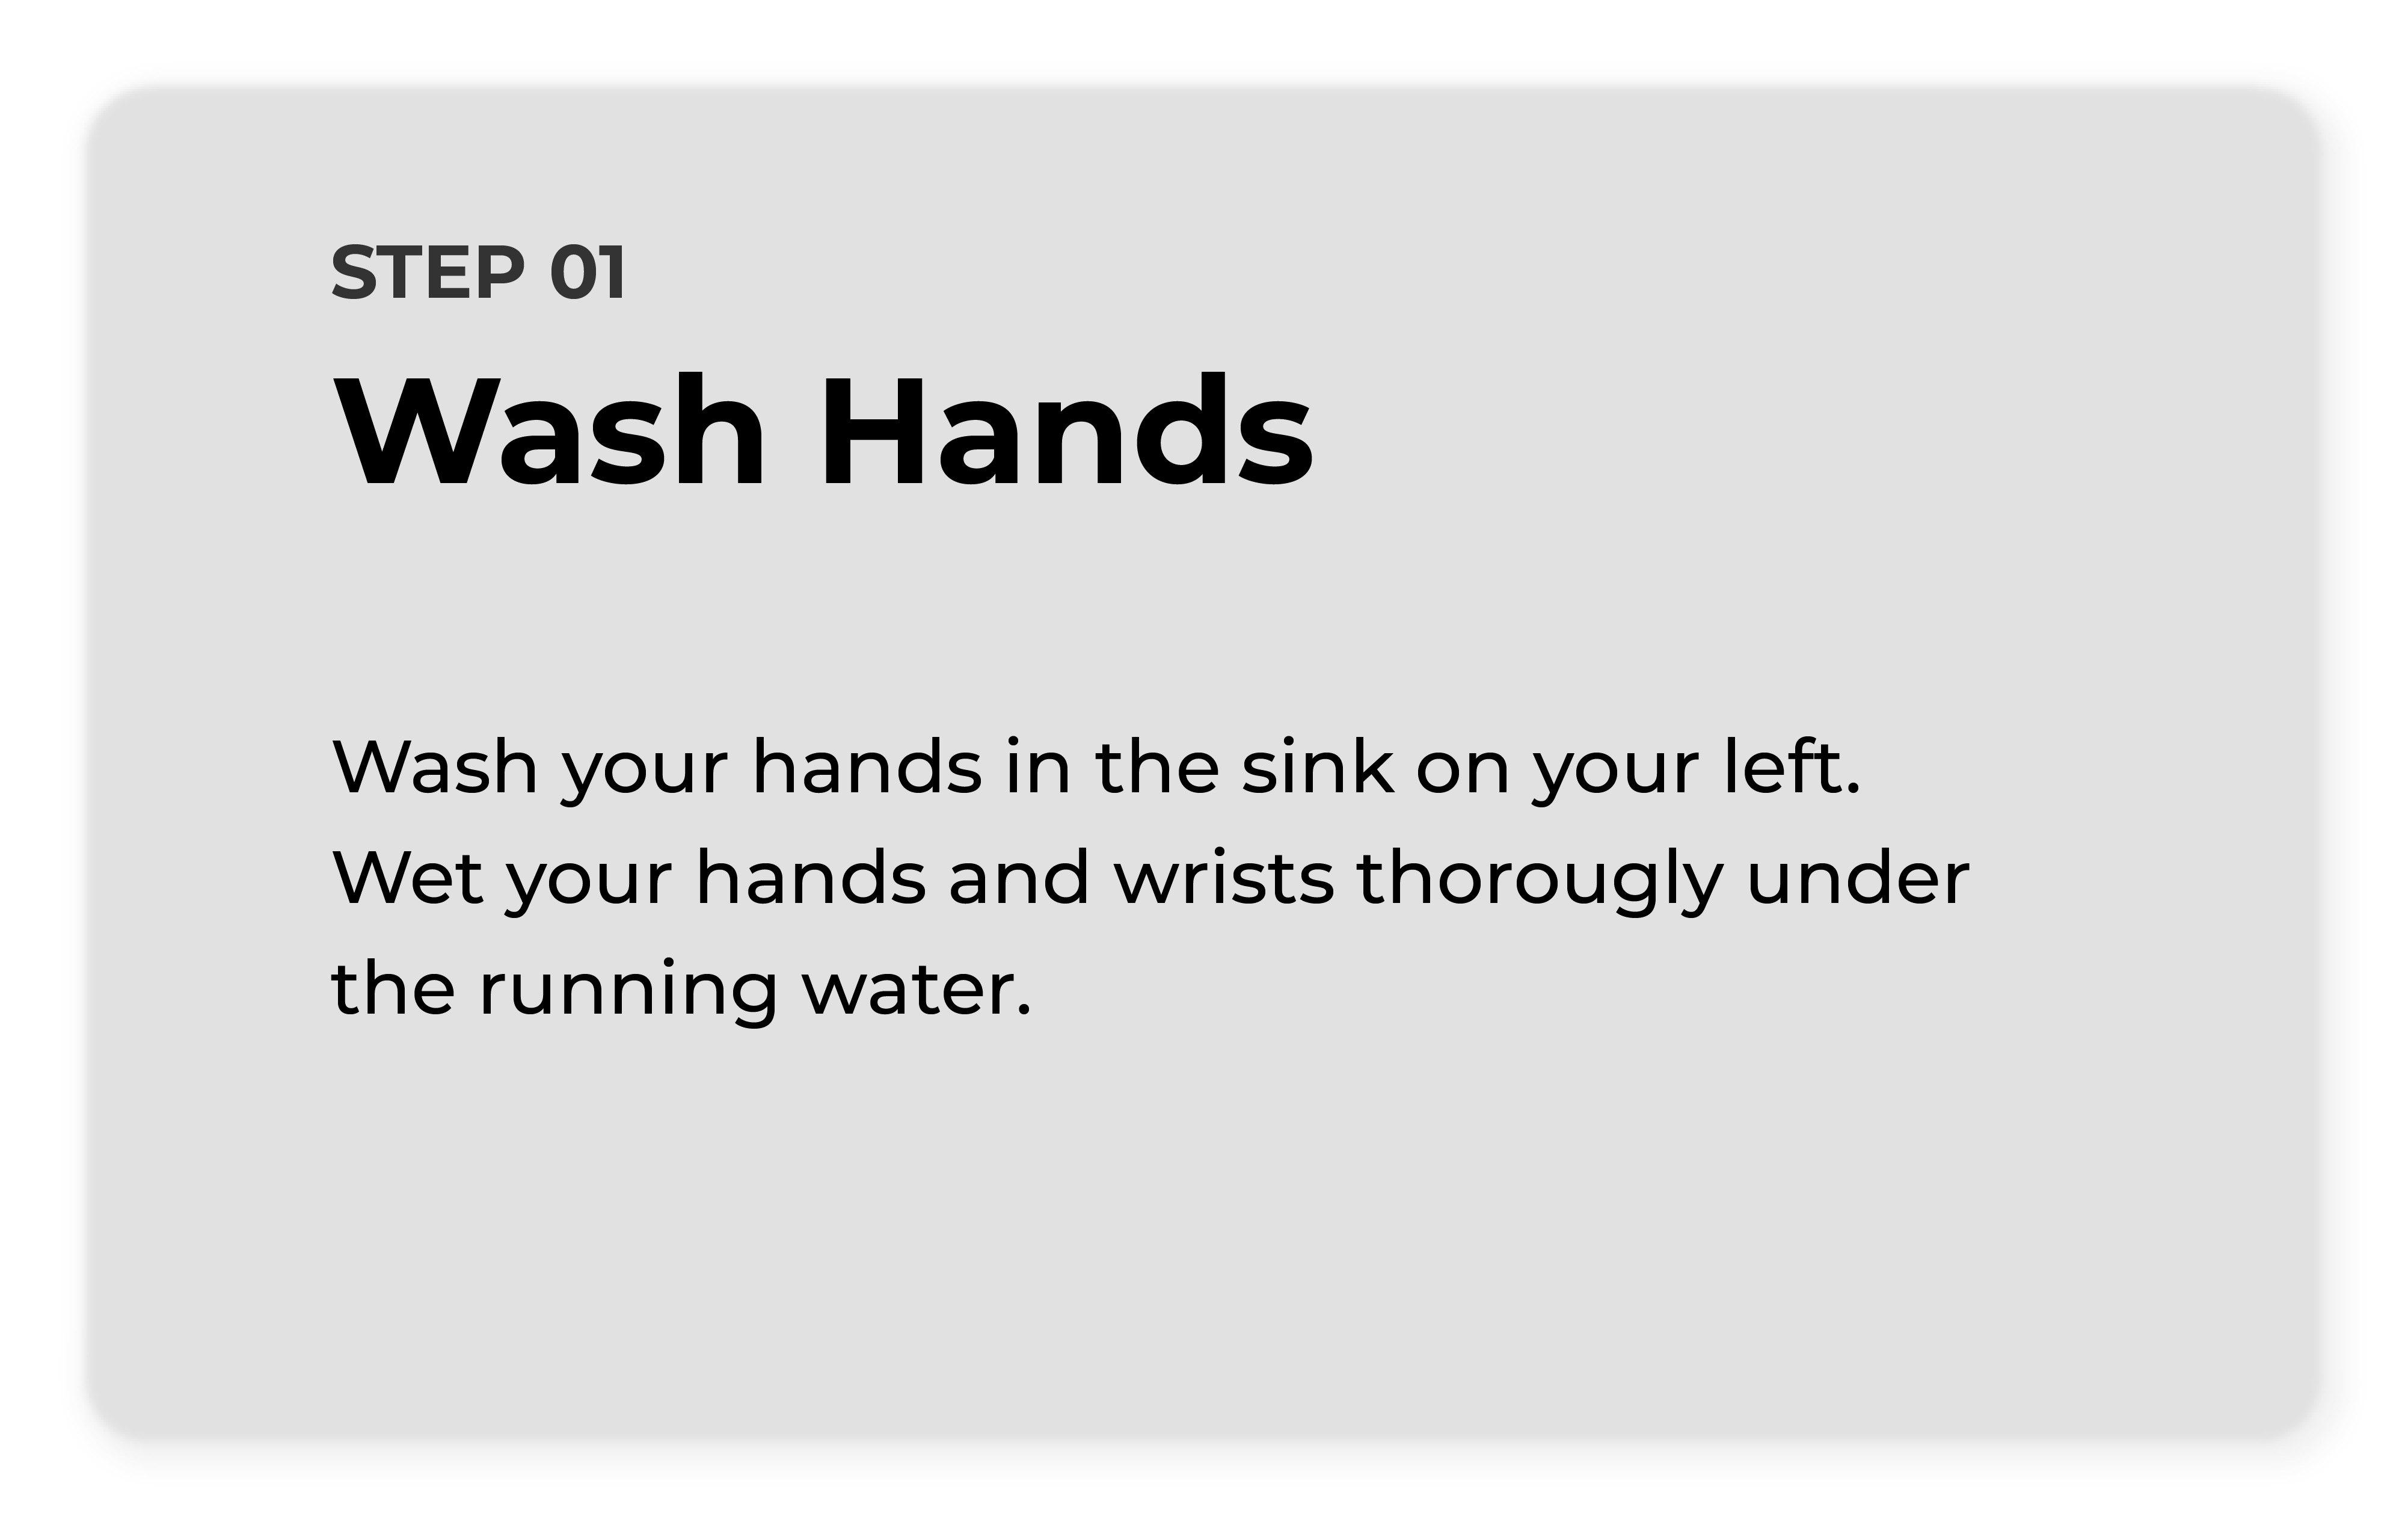 STEP 01
Wash Hands
Wash your hands in the sink on your left.
Wet your hands and wrists thorougly under
the running water.